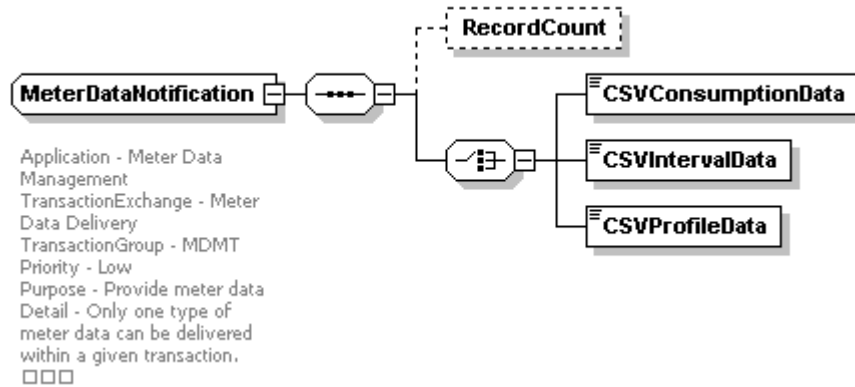 RecordCount
MeterDataNotification
CSVConsumptionData
CSVIntervalData
CSVProfileData
Application - Meter Data
Management
TransactionExchange - Meter
Data Delivery
TransactionGroup - MDMT
Priority - Low
Purpose - Provide meter data
Detail - Only one type of
meter data can be delivered
within a given transaction.
□□□